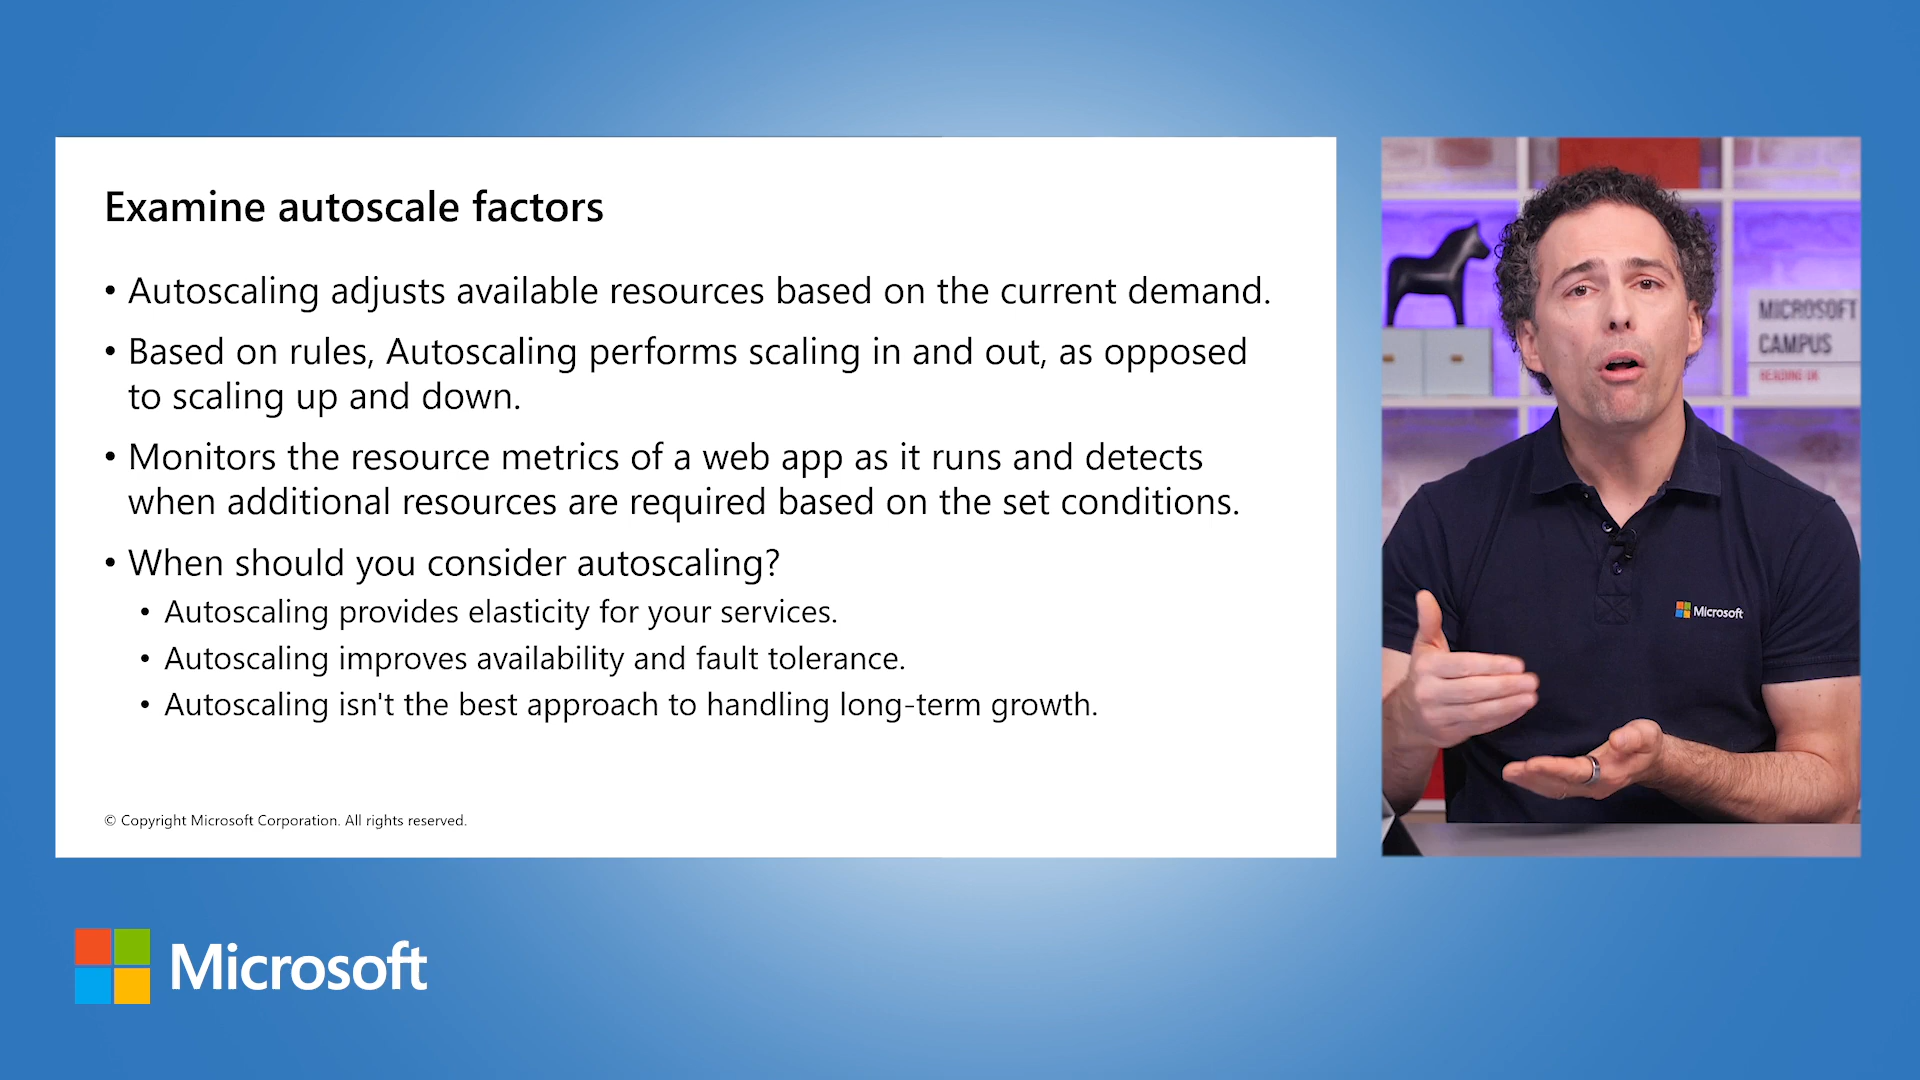 Examine autoscale factors
• Autoscaling adjusts available resources based on the current demand.
• Based on rules, Autoscaling performs scaling in and out, as opposed
to scaling up and down.
• Monitors the resource metrics of a web app as it runs and detects
when additional resources are required based on the set conditions.
• When should you consider autoscaling?
• Autoscaling provides elasticity for your services.
• Autoscaling improves availability and fault tolerance.
• Autoscaling isn't the best approach to handling long-term growth.
© Copyright Microsoft Corporation. All rights reserved.
MICROSOFT
CAMPUS
READING UK
Microsoft
Microsoft